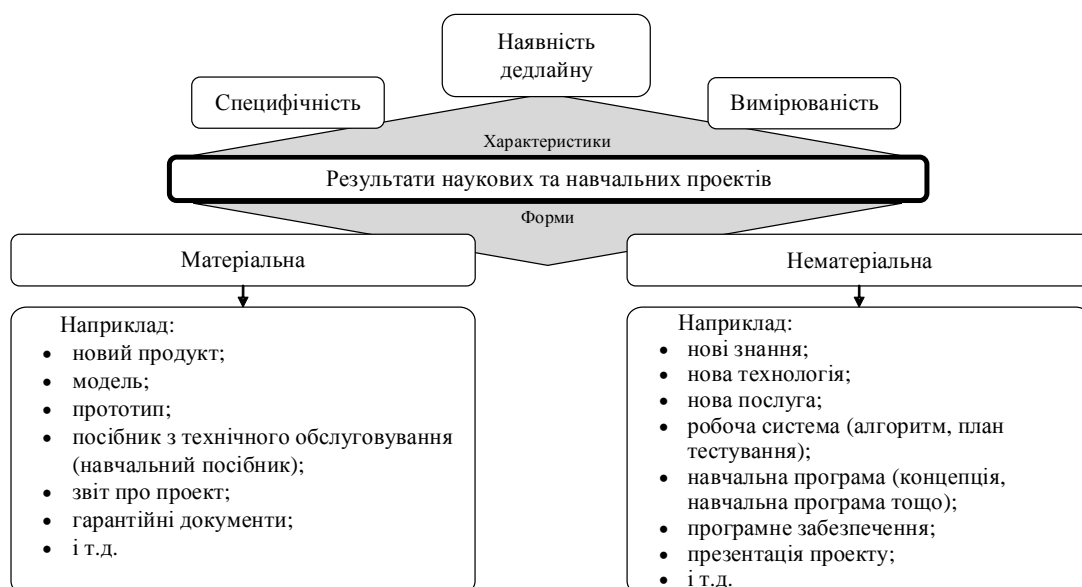 Наявність
дедлайну
Специфічність
Вимірюваність
Характеристики
Результати наукових та навчальних проектів
Форми
Матеріальна
Нематеріальна
Наприклад:
• новий продукт;
• модель;
• прототип;
• посібник з технічного обслуговування
(навчальний посібник);
• звіт про проект;
• гарантійні документи;
• і т.д.
Наприклад:
• нові знання;
• нова технологія;
• нова послуга;
• робоча система (алгоритм, план
тестування);
• навчальна програма (концепція,
навчальна програма тощо);
• програмне забезпечення;
• презентація проекту;
• і т.д.